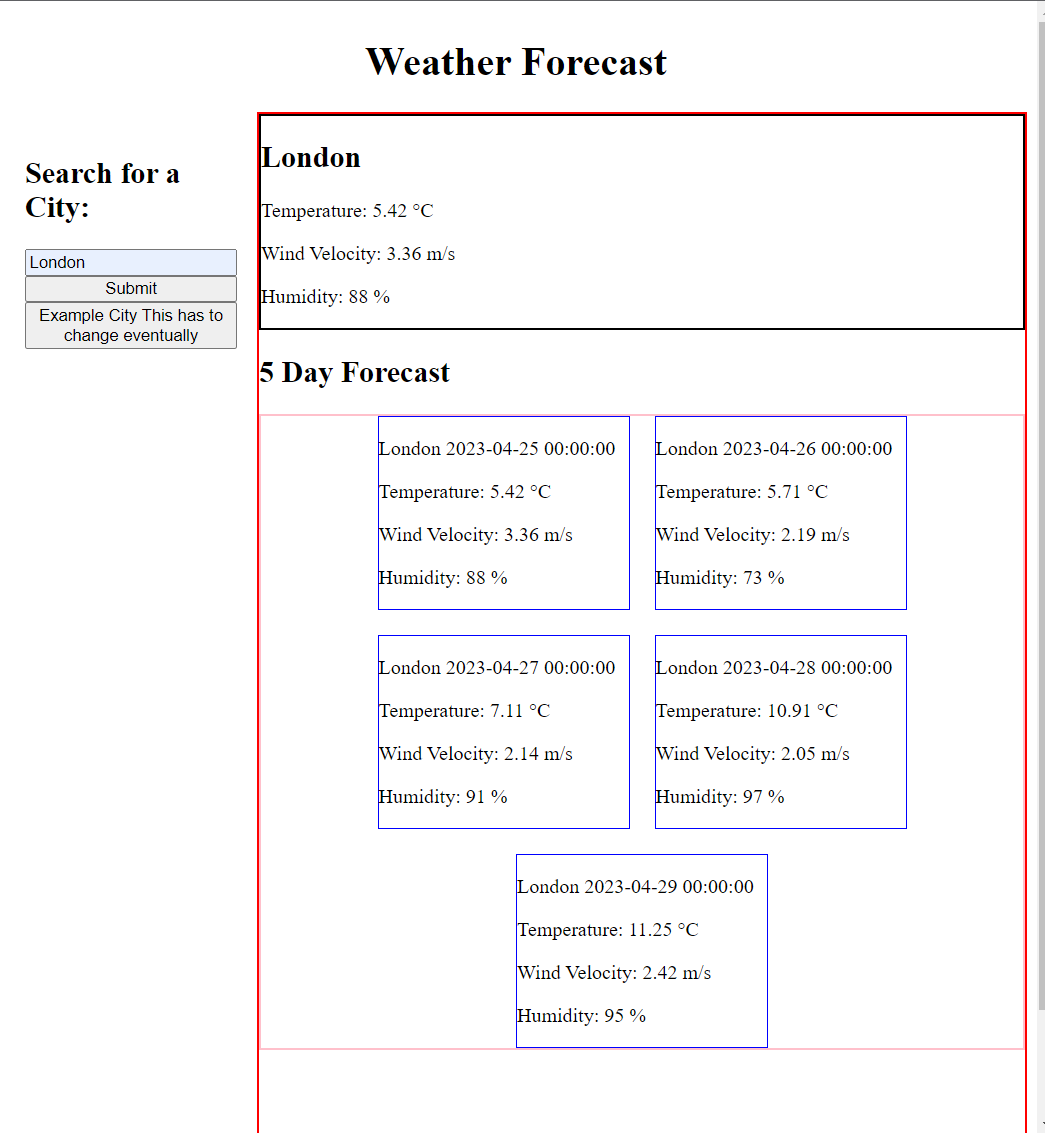 Weather Forecast
Search for a
City:
London
Submit
Example City This has to
change eventually
London
Temperature: 5.42 °C
Wind Velocity: 3.36 m/s
Humidity: 88 %
5 Day Forecast
London 2023-04-25 00:00:00
Temperature: 5.42 °C
Wind Velocity: 3.36 m/s
Humidity: 88 %
London 2023-04-26 00:00:00
Temperature: 5.71 °C
Wind Velocity: 2.19 m/s
Humidity: 73 %
London 2023-04-27 00:00:00
Temperature: 7.11 °C
Wind Velocity: 2.14 m/s
Humidity: 91 %
London 2023-04-28 00:00:00
Temperature: 10.91 °C
Wind Velocity: 2.05 m/s
Humidity: 97 %
London 2023-04-29 00:00:00
Temperature: 11.25 °C
Wind Velocity: 2.42 m/s
Humidity: 95 %